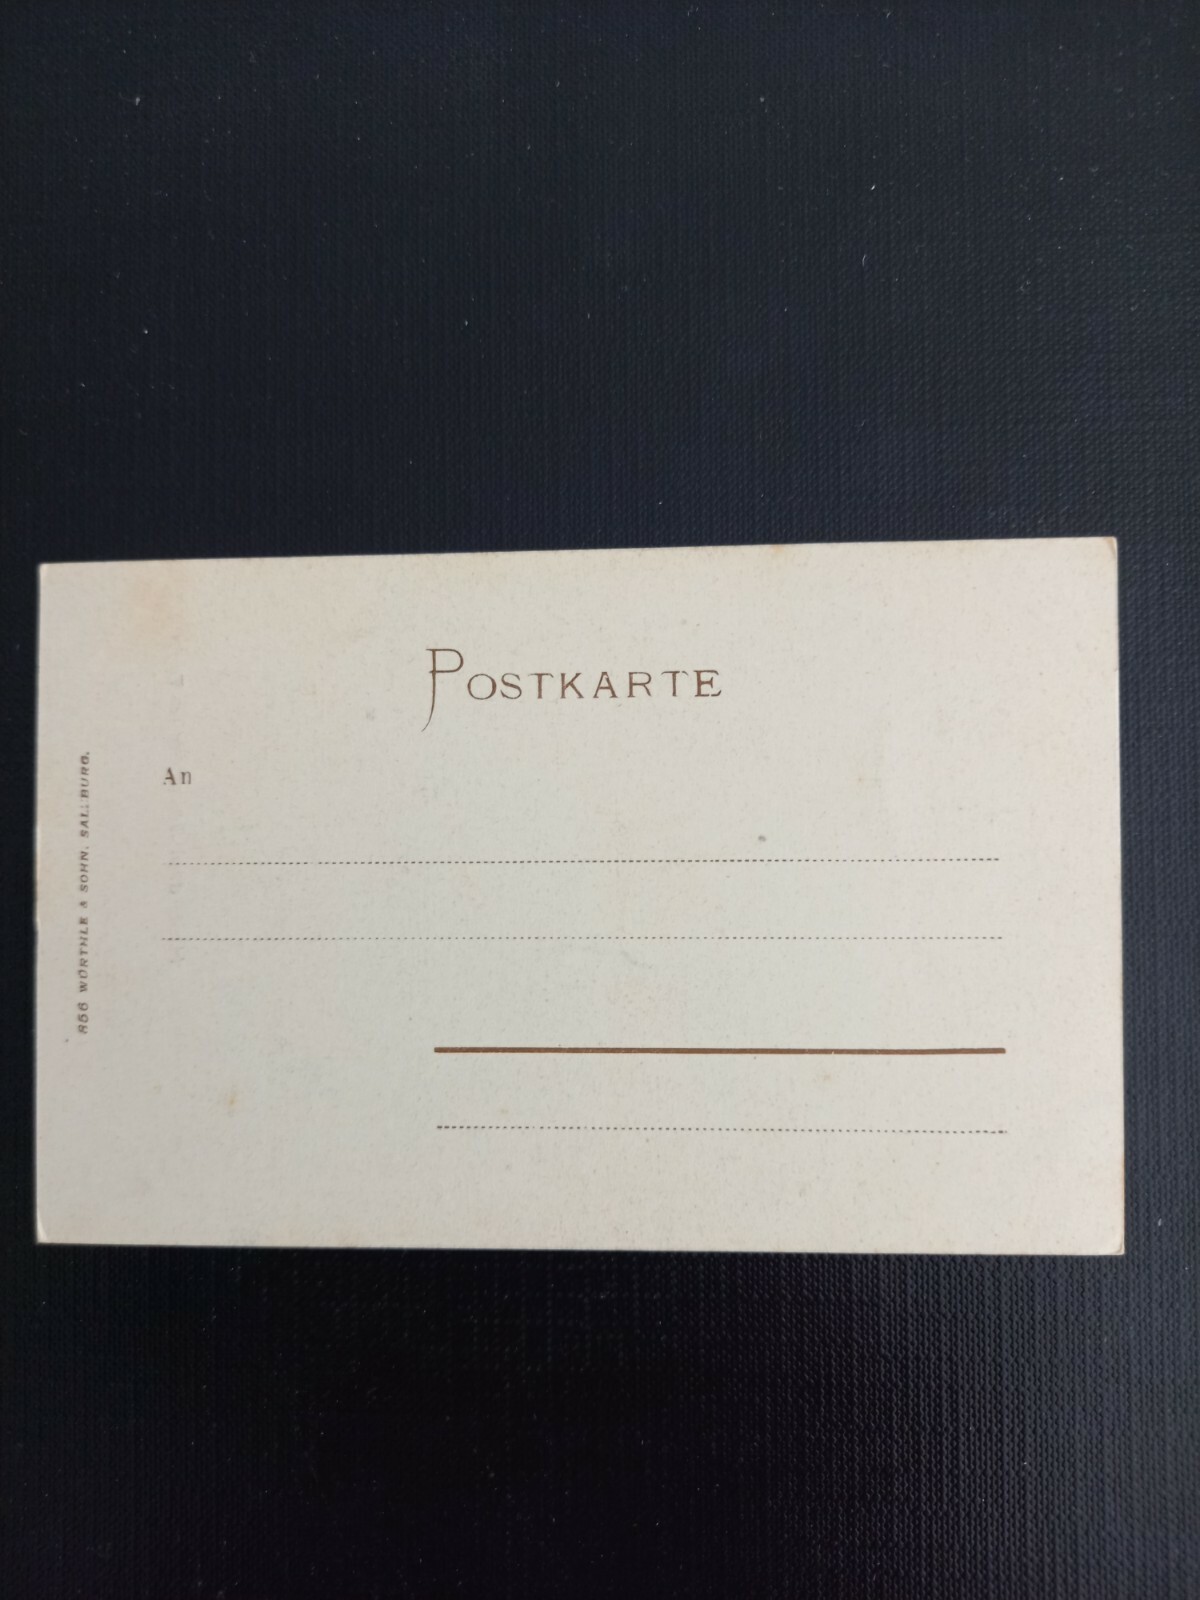 POSTKARTE
An
856 WÜRTHLE & SOHN, SALZBURG.